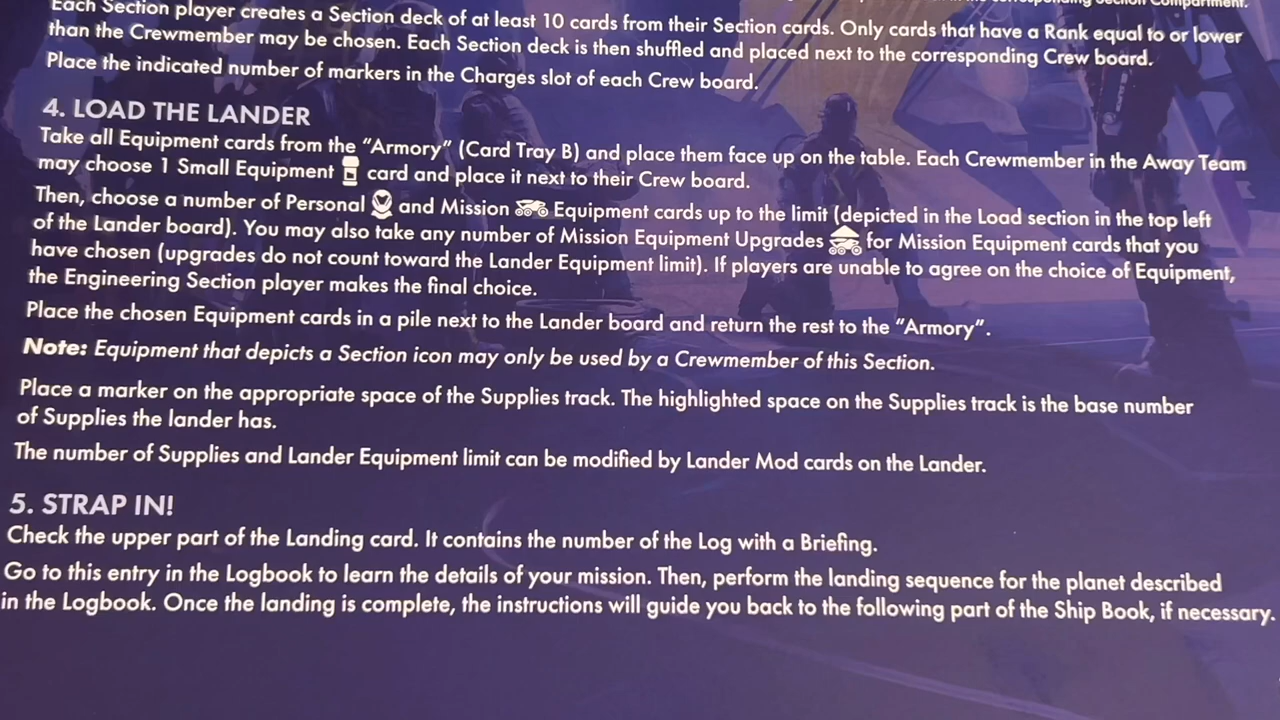 corresponding Section Compartment.
Each Section player creates a Section deck of at least 10 cards from their Section cards. Only cards that have a Rank equal to or lower
than the Crewmember may be chosen. Each Section deck is then shuffled and placed next to the corresponding Crew board.
Place the indicated number of markers in the Charges slot of each Crew board.
4. LOAD THE LANDER
Take all Equipment cards from the “Armory” (Card Tray B) and place them face up on the table. Each Crewmember in the Away Team
may choose 1 Small Equipment card and place it next to their Crew board.
Then, choose a number of Personal and Mission Equipment cards up to the limit (depicted in the Load section in the top left
of the Lander board). You may also take any number of Mission Equipment Upgrades for Mission Equipment cards that you
have chosen (upgrades do not count toward the Lander Equipment limit). If players are unable to agree on the choice of Equipment,
the Engineering Section player makes the final choice.
Place the chosen Equipment cards in a pile next to the Lander board and return the rest to the “Armory”.
Note: Equipment that depicts a Section icon may only be used by a Crewmember of this Section.
Place a marker on the appropriate space of the Supplies track. The highlighted space on the Supplies track is the base number
of Supplies the lander has.
The number of Supplies and Lander Equipment limit can be modified by Lander Mod cards on the Lander.
5. STRAP IN!
Check the upper part of the Landing card. It contains the number of the Log with a Briefing.
Go to this entry in the Logbook to learn the details of your mission. Then, perform the landing sequence for the planet described
in the Logbook. Once the landing is complete, the instructions will guide you back to the following part of the Ship Book, if necessary.